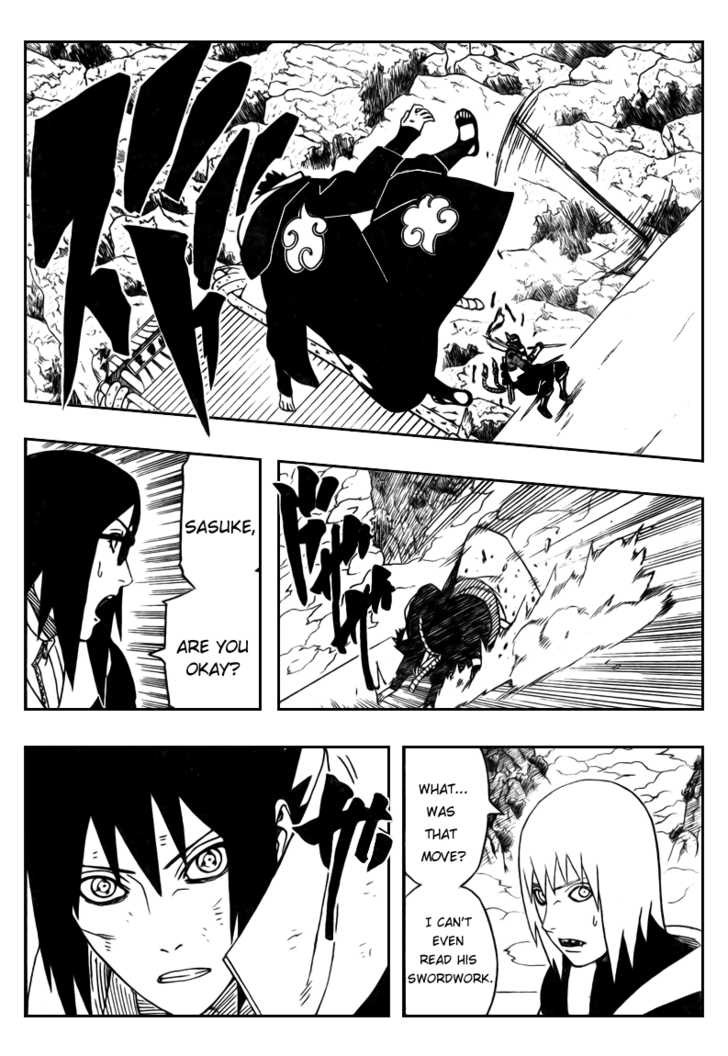 SASUKE,
ARE YOU
OKAY?
WHAT...
WAS
THAT
MOVE?
I CAN'T
EVEN
READ HIS
SWORDWORK.